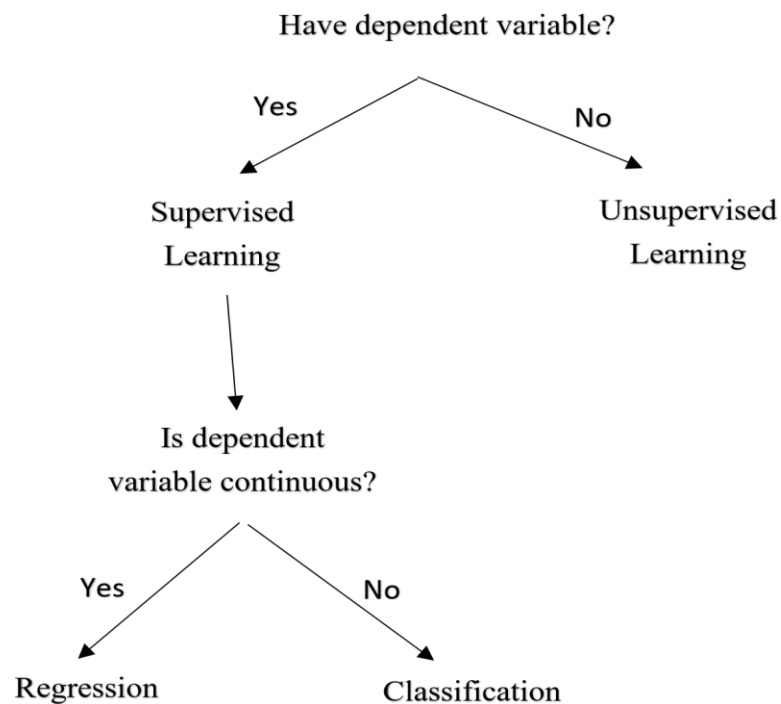 Have dependent variable?
Yes
No
Supervised
Learning
Unsupervised
Learning
Is dependent
variable continuous?
Yes
No
Regression
Classification